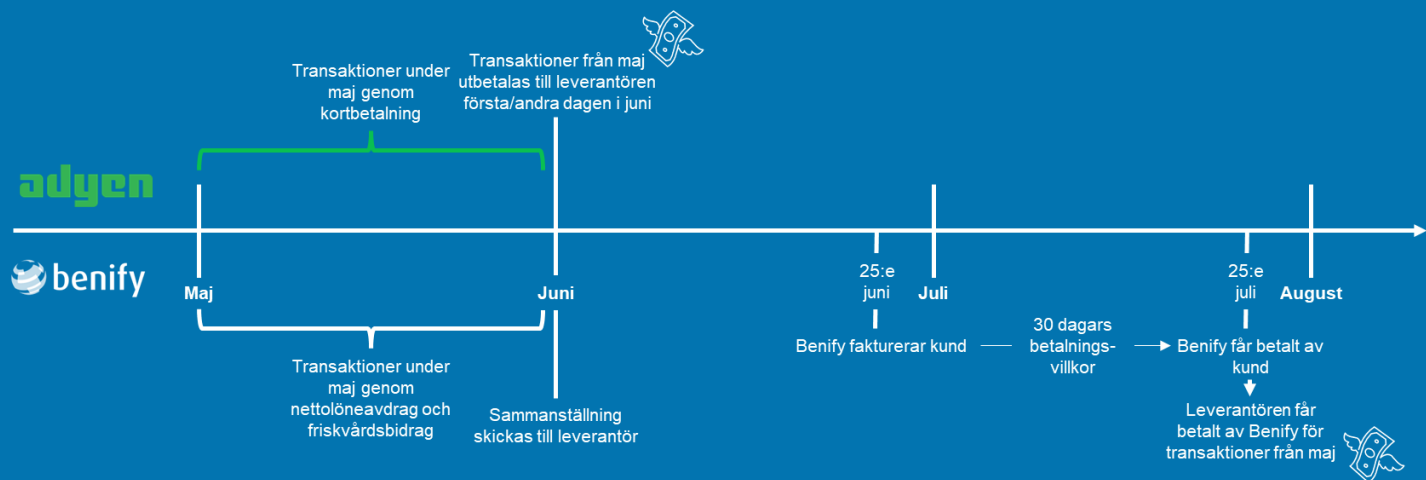 Transaktioner under
maj genom
kortbetalning
Transaktioner från maj
utbetalas till leverantören
första/andra dagen i juni
adyen
benify
Maj
Juni
25:e
juni
Juli
25:e
juli
August
Transaktioner under
maj genom
nettolöneavdrag och
friskvårdsbidrag
Sammanställning
skickas till leverantör
Benify fakturerar kund
30 dagars
betalnings-
villkor
Benify får betalt av
kund
Leverantören får
betalt av Benify för
transaktioner från maj